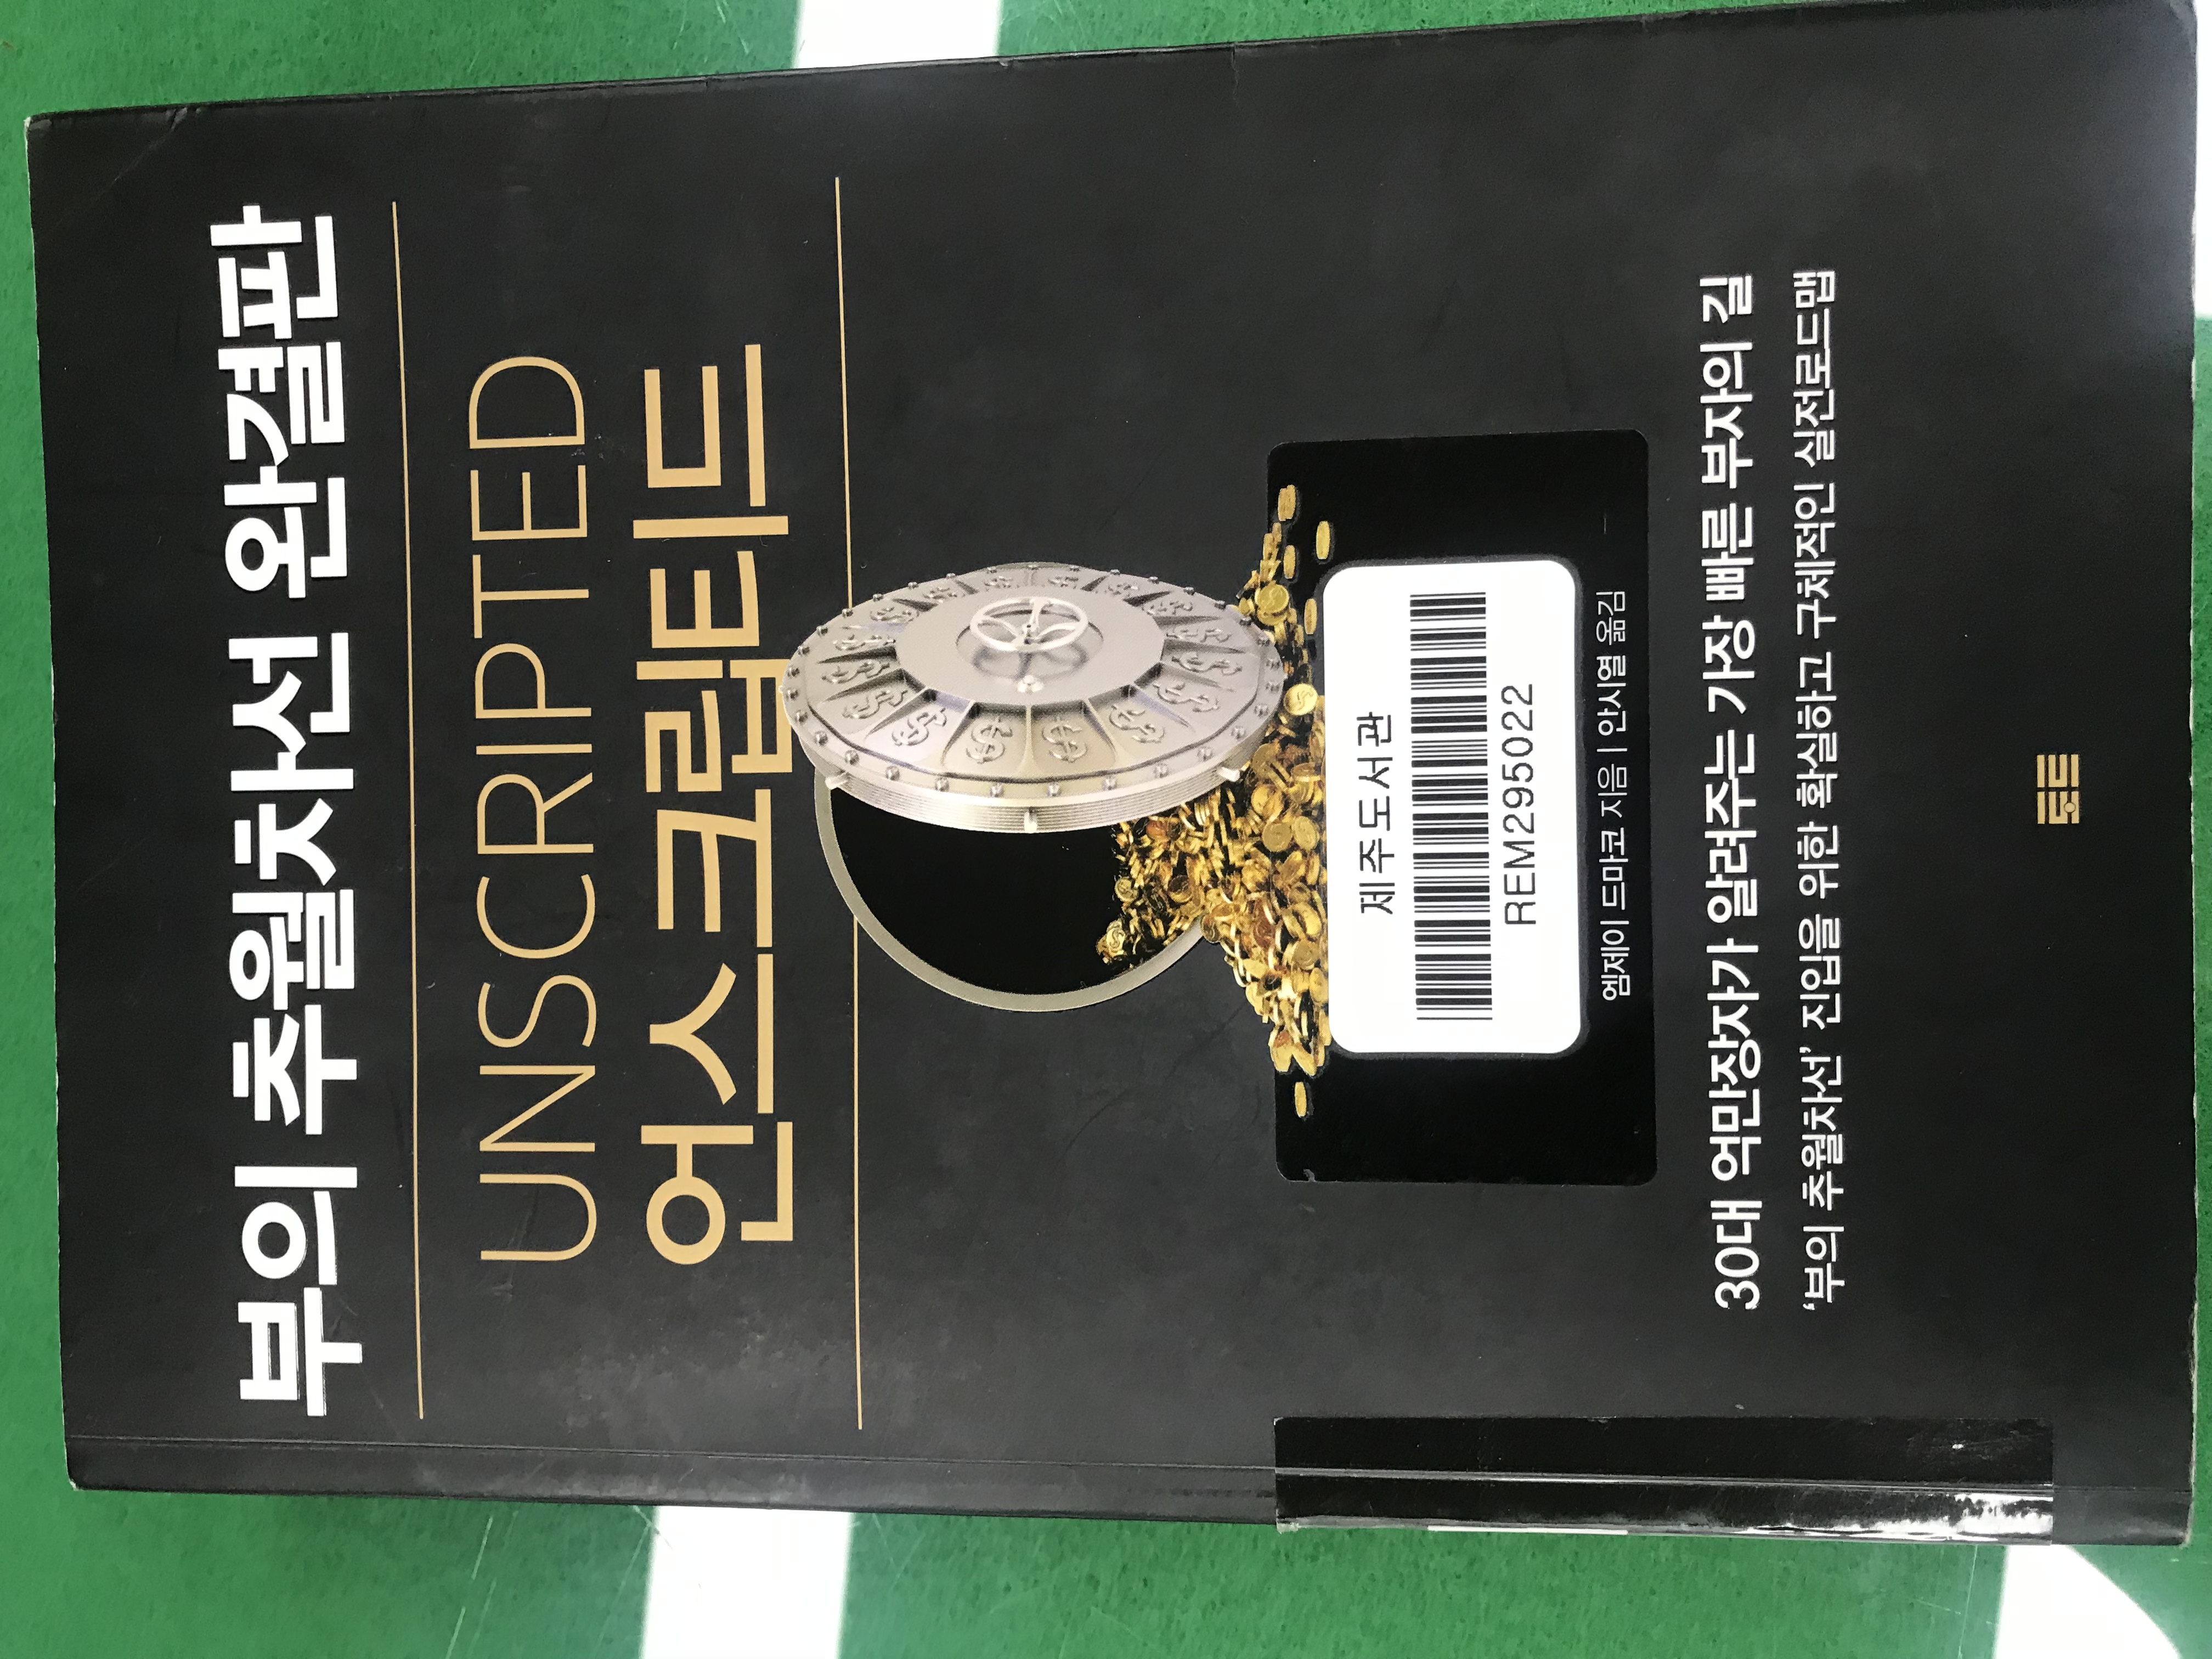 부의 추월차선 완결판
UNSCRIPTED
언스크립티드
제주도서관
REM295022
엠제이 드마코 지음 | 안시열 옮김
30대 억만장자가 알려주는 가장 빠른 부자의 길
‘부의 추월차선’ 진입을 위한 확실하고 구체적인 실전로드맵
토트